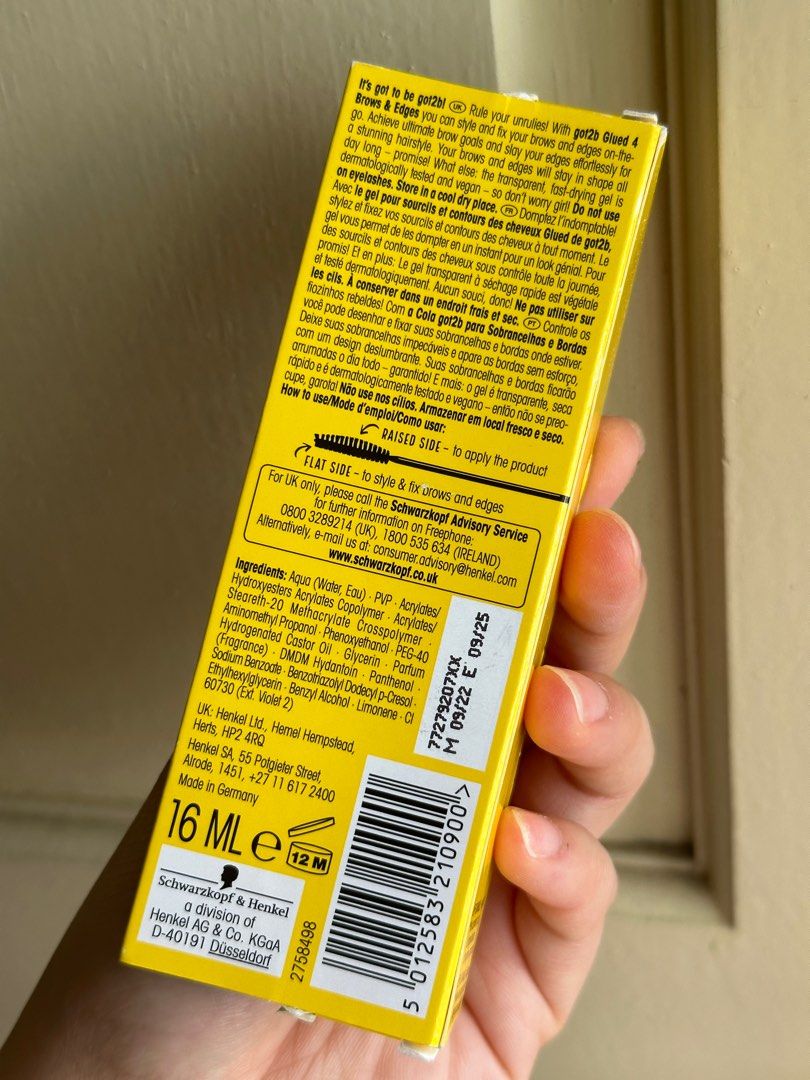 It's got to be got2b! UK Rule your unrulies! With got2b Glued 4
Brows & Edges you can style and fix your brows and edges on-the-
go. Achieve ultimate brow goals and slay your edges effortlessly for
a stunning hairstyle. Your brows and edges will stay in shape all
day long – promise! What else: the transparent, fast-drying gel is
dermatologically tested and vegan – so don't worry girl! Do not use
on eyelashes. Store in a cool dry place. FR Domptez l'indomptable!
Avec le gel pour sourcils et contours des cheveux Glued de got2b,
stylez et fixez vos sourcils et contours des cheveux à tout moment. Le
gel vous permet de les dompter en un instant pour un look génial. Pour
des sourcils et contours des cheveux sous contrôle toute la journée,
promis! Et en plus: Le gel transparent à séchage rapide est végétale
et testé dermatologiquement. Aucun souci, donc! Ne pas utiliser sur
les cils. À conserver dans un endroit frais et sec. PT Controle os
fiozinhos rebeldes! Com a Cola got2b para Sobrancelhas e Bordas
você pode desenhar e fixar suas sobrancelhas e bordas onde estiver.
Deixe suas sobrancelhas impecáveis e apare as bordas sem esforço,
com um design deslumbrante. Suas sobrancelhas e bordas ficarão
arrumadas o dia todo – garantido! E mais: o gel é transparente, seca
rápido e é dermatologicamente testado e vegano – então não se preo-
cupe, garota! Não use nos cílios. Armazenar em local fresco e seco.
How to use/Mode d'emploi/Como usar:
RAISED SIDE – to apply the product
FLAT SIDE – to style & fix brows and edges
For UK only, please call the Schwarzkopf Advisory Service
for further information on Freephone:
0800 3289214 (UK), 1800 535 634 (IRELAND)
Alternatively, e-mail us at: consumer.advisory@henkel.com
www.schwarzkopf.co.uk
Ingredients: Aqua (Water, Eau) · PVP · Acrylates/
Hydroxyesters Acrylates Copolymer · Acrylates/
Steareth-20 Methacrylate Crosspolymer ·
Aminomethyl Propanol · Phenoxyethanol · PEG-40
Hydrogenated Castor Oil · Glycerin · Parfum
(Fragrance) · DMDM Hydantoin · Panthenol ·
Sodium Benzoate · Benzotriazolyl Dodecyl p-Cresol ·
Ethylhexylglycerin · Benzyl Alcohol · Limonene · CI
60730 (Ext. Violet 2)
77279207XX
M 09/22 E 09/25
UK: Henkel Ltd., Hemel Hempstead,
Herts, HP2 4RQ
Henkel SA, 55 Potgieter Street,
Alrode, 1451, +27 11 617 2400
Made in Germany
16 ML e
12 M
Schwarzkopf & Henkel
a division of
Henkel AG & Co. KGaA
D-40191 Düsseldorf
2758498
5 012583 210900 >